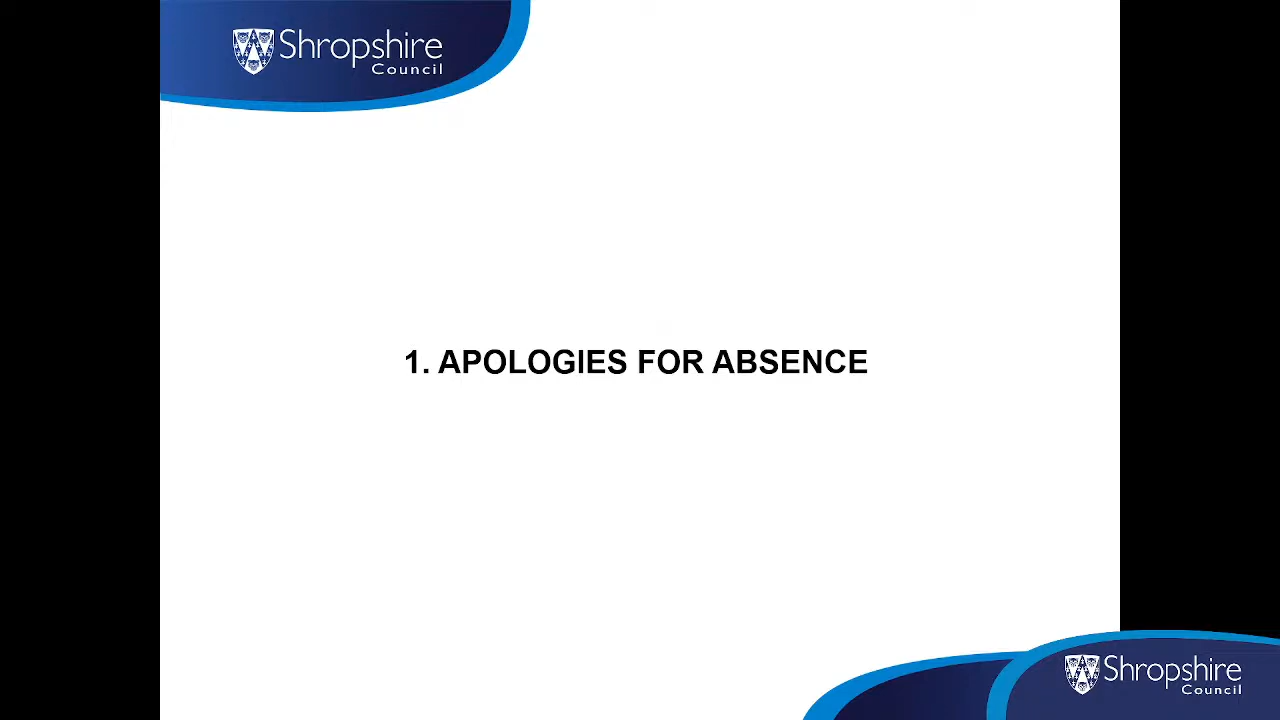 Shropshire
Council
1. APOLOGIES FOR ABSENCE
Shropshire
Council